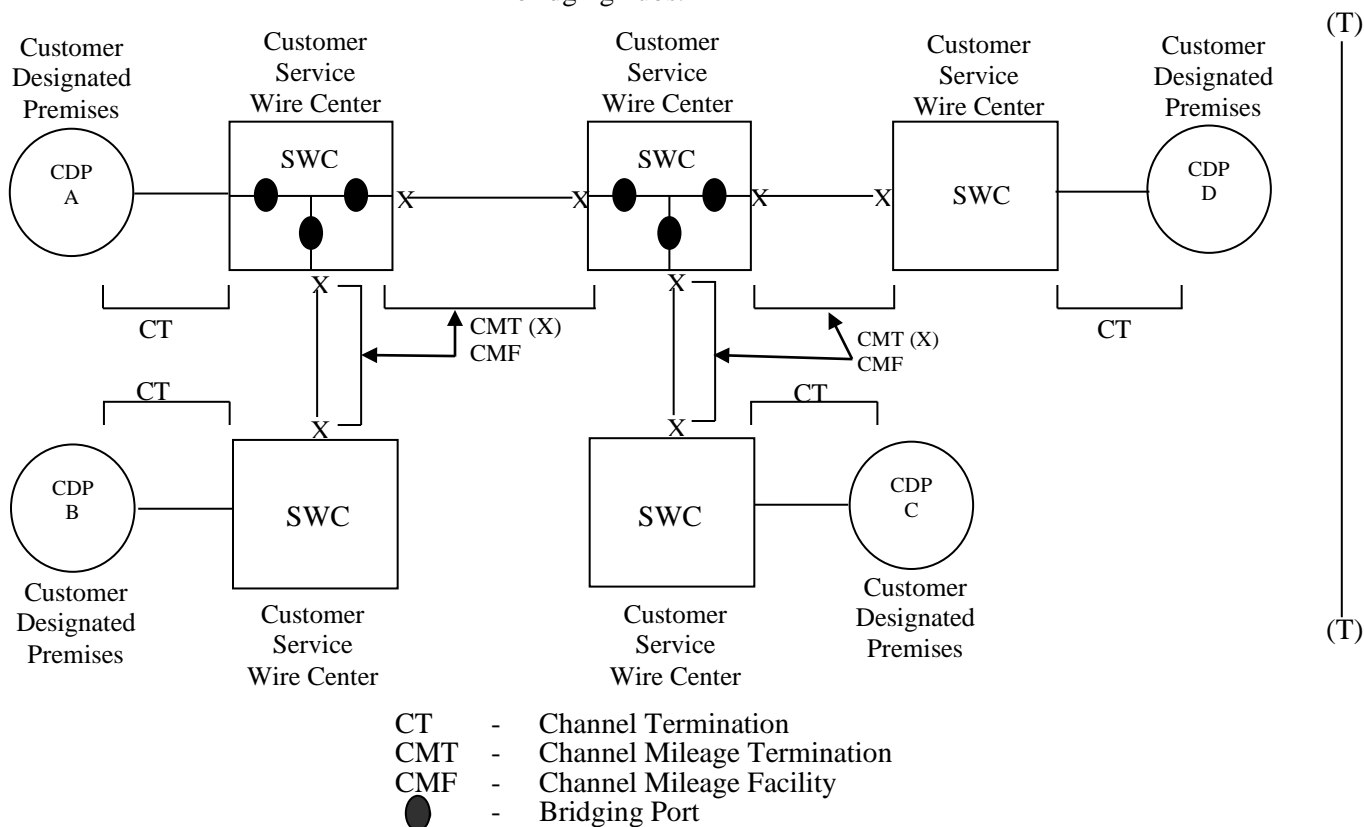 (T)
Customer
Designated
Premises
Customer
Service
Wire Center
Customer
Service
Wire Center
Customer
Service
Wire Center
Customer
Designated
Premises
CDP
A
SWC
X
X
SWC
X
X
SWC
CDP
D
X
X
CT
CMT (X)
CMF
CMT (X)
CMF
CT
CT
CT
X
X
CDP
B
SWC
SWC
CDP
C
Customer
Designated
Premises
Customer
Service
Wire Center
Customer
Service
Wire Center
Customer
Designated
Premises
(T)
CT - Channel Termination
CMT - Channel Mileage Termination
CMF - Channel Mileage Facility
- Bridging Port